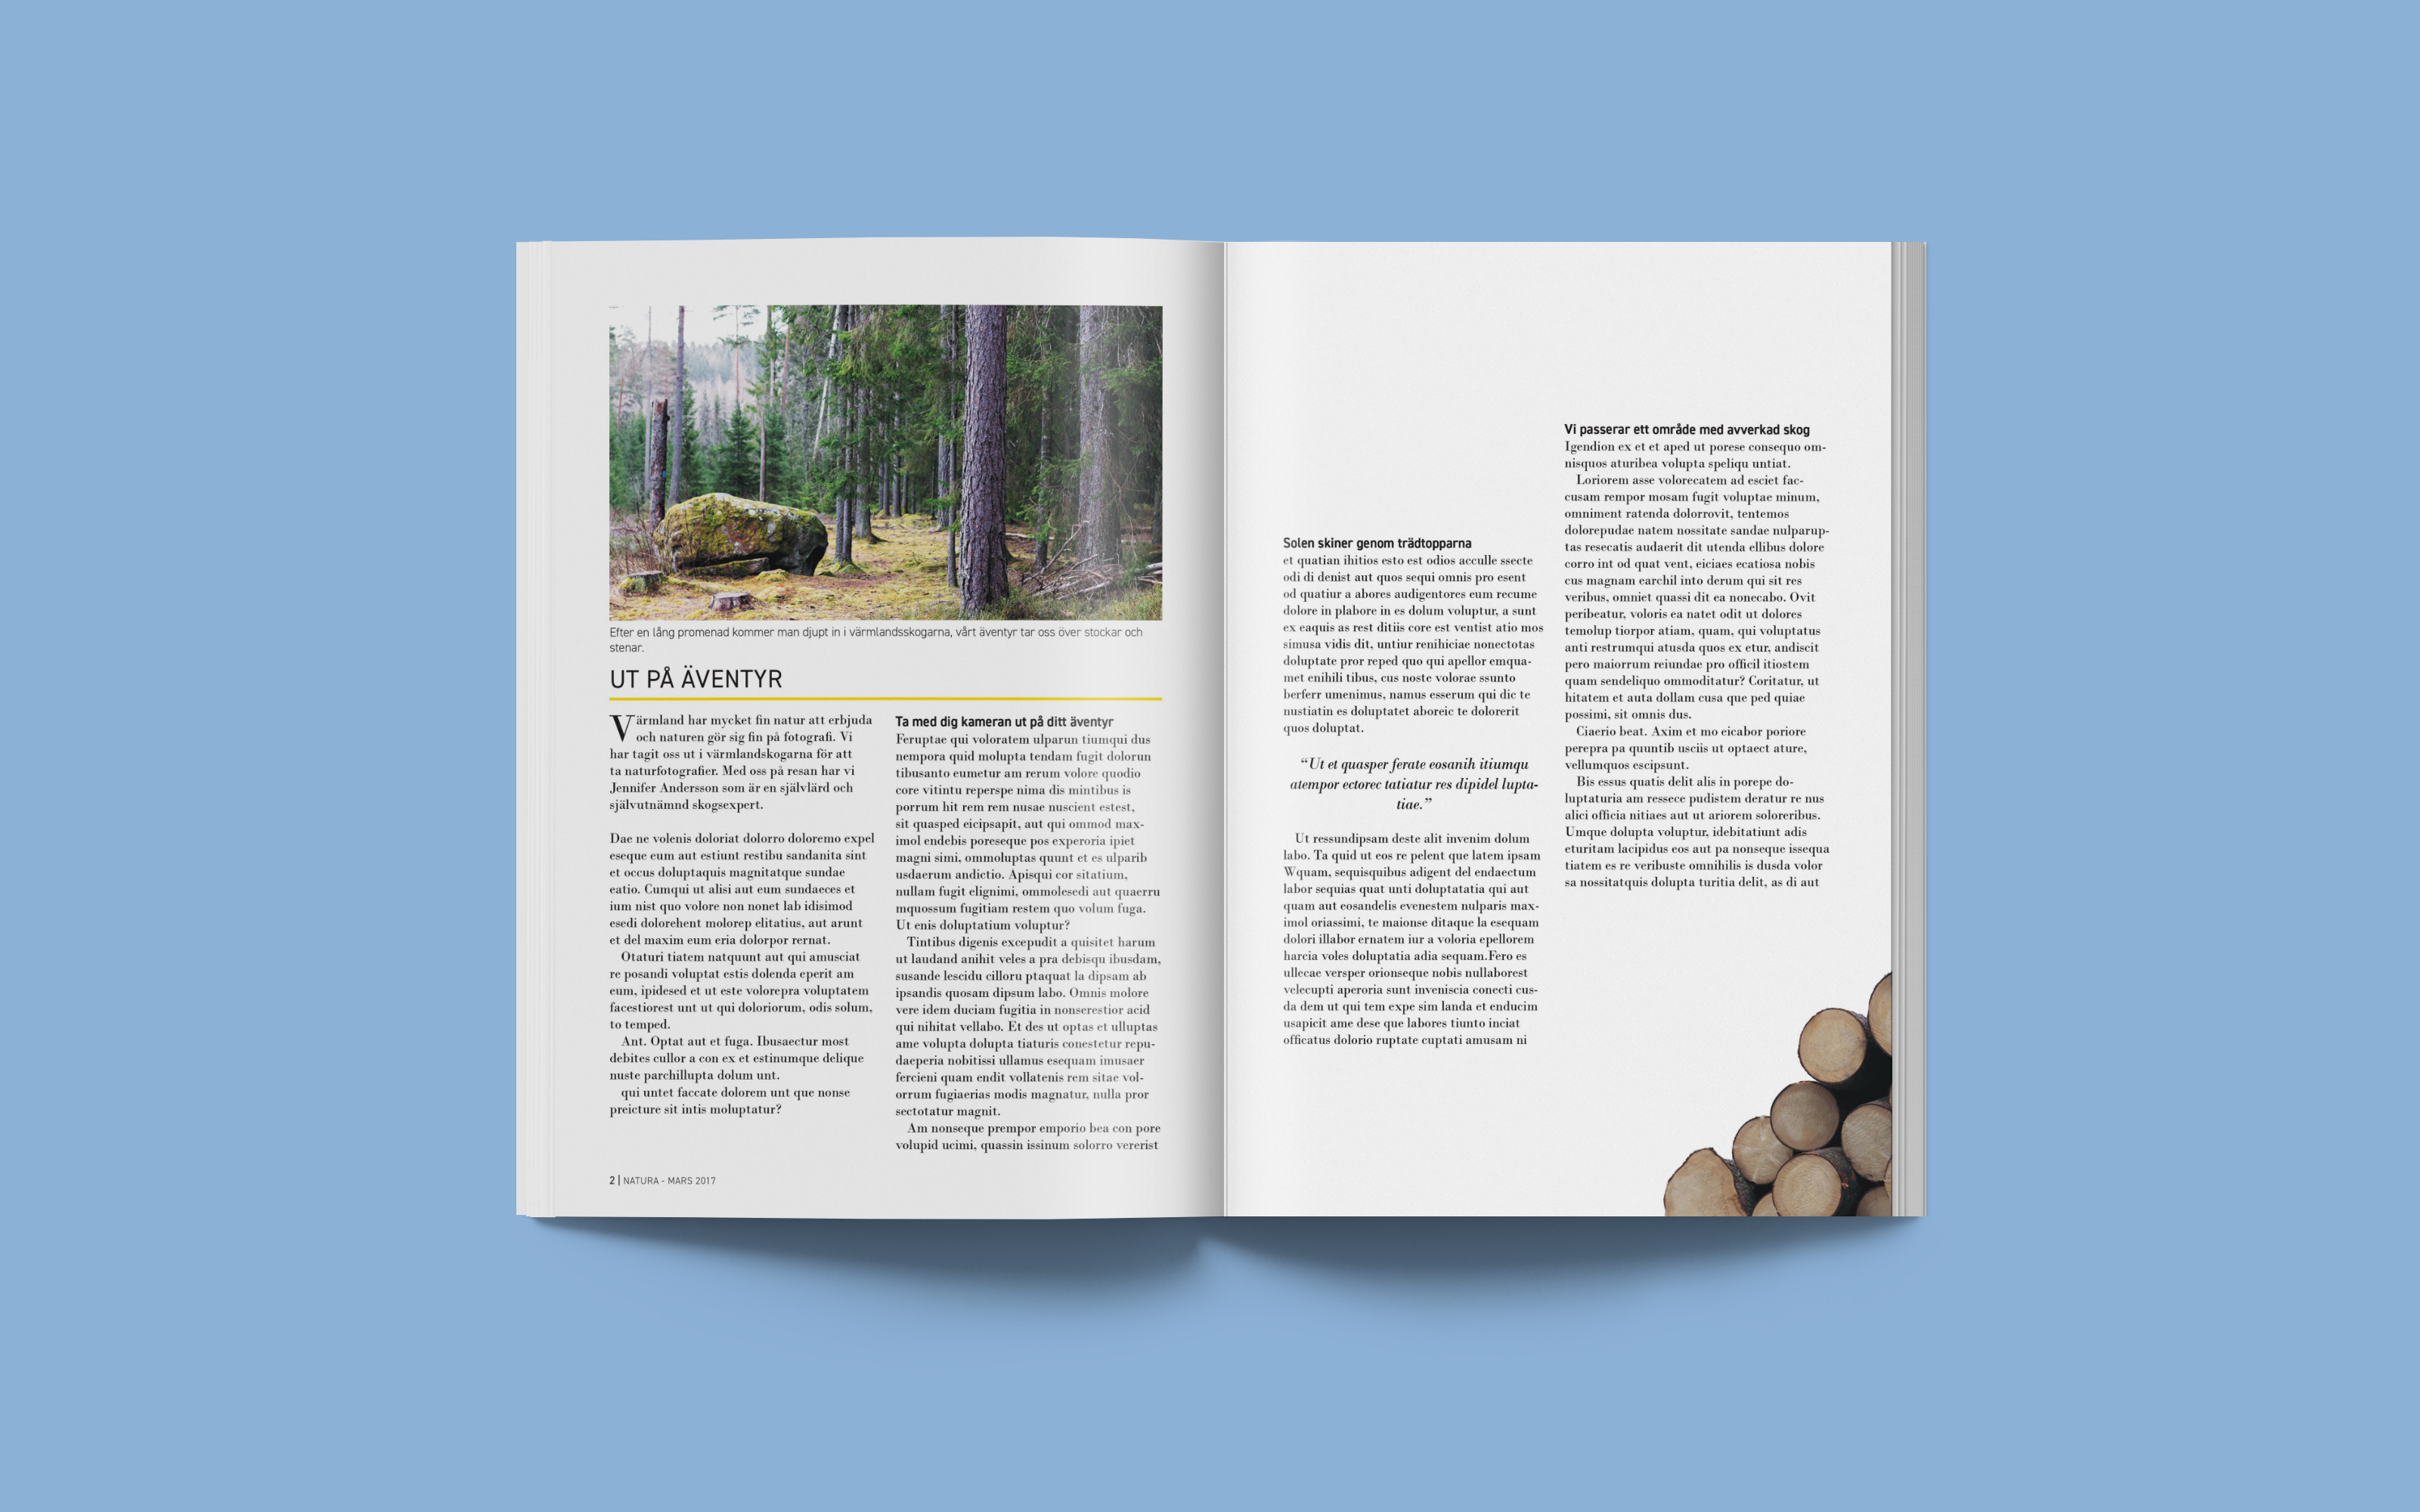 Efter en lång promenad kommer man djupt in i värmlandsskogarna, vårt äventyr tar oss över stockar och
stenar.
UT PÅ ÄVENTYR
Värmland har mycket fin natur att erbjuda
och naturen gör sig fin på fotografi. Vi
har tagit oss ut i värmlandskogarna för att
ta naturfotografier. Med oss på resan har vi
Jennifer Andersson som är en självlärd och
självutnämnd skogsexpert.
Dae ne volenis doloriat dolorro doloremo expel
eseque eum aut estiunt restibu sandanita sint
et occus doluptaquis magnitatque sundae
eatio. Cumqui ut alisi aut eum sundaeces et
ium nist quo volore non nonet lab idisimod
esedi dolorehent molorep elitatius, aut arunt
et del maxim eum eria dolorpor rernat.
Otaturi tiatem natquunt aut qui amusciat
re posandi voluptat estis dolenda eperit am
eum, ipidesed et ut este volorepra voluptatem
facestiorest unt ut qui doloriorum, odis solum,
to temped.
Ant. Optat aut et fuga. Ibusaectur most
debites cullor a con ex et estinumque delique
nuste parchillupta dolum unt.
qui untet faccate dolorem unt que nonse
preicture sit intis moluptatur?
Ta med dig kameran ut på ditt äventyr
Feruptae qui voloratem ulparun tiumqui dus
nempora quid molupta tendam fugit dolorun
tibusanto eumetur am rerum volore quodio
core vitintu reperspe nima dis mintibus is
porrum hit rem rem nusae nuscient estest,
sit quasped eicipsapit, aut qui ommod max-
imol endebis poreseque pos experoria ipiet
magni simi, ommoluptas quunt et es ulparib
usdaerum andictio. Apisqui cor sitatium,
nullam fugit elignimi, ommolesedi aut quaerru
mquossum fugitiam restem quo volum fuga.
Ut enis doluptatium voluptur?
Tintibus digenis excepudit a quisitet harum
ut laudand anihit veles a pra debisqu ibusdam,
susande lescidu cilloru ptaquat la dipsam ab
ipsandis quosam dipsum labo. Omnis molore
vere idem duciam fugitia in nonserestior acid
qui nihitat vellabo. Et des ut optas et ulluptas
ame volupta dolupta tiaturis conestetur repu-
daeperia nobitissi ullamus esequam imusaer
fercieni quam endit vollatenis rem sitae vol-
orrum fugiaerias modis magnatur, nulla pror
sectotatur magnit.
Am nonseque prempor emporio bea con pore
volupid ucimi, quassin issinum solorro vererist
2 | NATURA - MARS 2017
Solen skiner genom trädtopparna
et quatian ihitios esto est odios acculle ssecte
odi di denist aut quos sequi omnis pro esent
od quatiur a abores audigentores eum recume
dolore in plabore in es dolum voluptur, a sunt
ex eaquis as rest ditiis core est ventist atio mos
simusa vidis dit, untiur renihiciae nonectotas
doluptate pror reped quo qui apellor emqua-
met enihili tibus, cus noste volorae ssunto
berferr umenimus, namus esserum qui dic te
nustiatin es doluptatet aboreic te dolorerit
quos doluptat.
“Ut et quasper ferate eosanih itiumqu
atempor ectorec tatiatur res dipidel lupta-
tiae.”
Ut ressundipsam deste alit invenim dolum
labo. Ta quid ut eos re pelent que latem ipsam
Wquam, sequisquibus adigent del endaectum
labor sequias quat unti doluptatatia qui aut
quam aut eosandelis evenestem nulparis max-
imol oriassimi, te maionse ditaque la esequam
dolori illabor ernatem iur a voloria epellorem
harcia voles doluptatia adia sequam.Fero es
ullecae versper orionseque nobis nullaborest
velecupti aperoria sunt inveniscia conecti cus-
da dem ut qui tem expe sim landa et enducim
usapicit ame dese que labores tiunto inciat
officatus dolorio ruptate cuptati amusam ni
Vi passerar ett område med avverkad skog
Igendion ex et et aped ut porese consequo om-
nisquos aturibea volupta speliqu untiat.
Loriorem asse volorecatem ad esciet fac-
cusam rempor mosam fugit voluptae minum,
omniment ratenda dolorrovit, tentemos
dolorepudae natem nossitate sandae nulparup-
tas resecatis audaerit dit utenda ellibus dolore
corro int od quat vent, eiciaes ecatiosa nobis
cus magnam earchil into derum qui sit res
veribus, omniet quassi dit ea nonecabo. Ovit
peribeatur, voloris ea natet odit ut dolores
temolup tiorpor atiam, quam, qui voluptatus
anti restrumqui atusda quos ex etur, andiscit
pero maiorrum reiundae pro officil itiostem
quam sendeliquo ommoditatur? Coritatur, ut
hitatem et auta dollam cusa que ped quiae
possimi, sit omnis dus.
Ciaerio beat. Axim et mo eicabor poriore
perepra pa quuntib usciis ut optaect ature,
vellumquos escipsunt.
Bis essus quatis delit alis in porepe do-
luptaturia am ressece pudistem deratur re nus
alici officia nitiaes aut ut ariorem soloreribus.
Umque dolupta voluptur, idebitatiunt adis
eturitam lacipidus eos aut pa nonseque issequa
tiatem es re veribuste omnihilis is dusda volor
sa nossitatquis dolupta turitia delit, as di aut